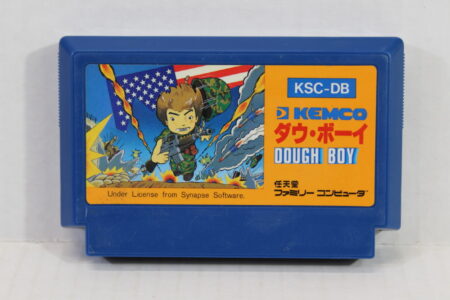 KSC-DB
KEMCO
ダウ・ボーイ
DOUGH BOY
任天堂
ファミリー コンピュータ
Under License from Synapse Software.